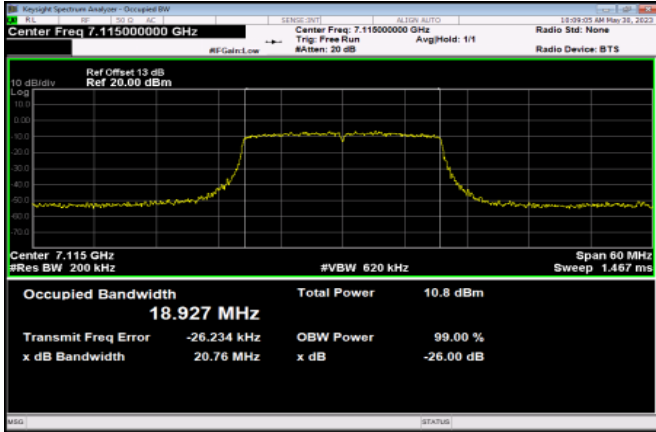 Keysight Spectrum Analyzer - Occupied BW
RL RF 50 Ω AC SENSE:INT ALIGN AUTO 10:09:05 AM May 30, 2023
Center Freq 7.115000000 GHz Center Freq: 7.115000000 GHz Radio Std: None
Trig: Free Run Avg|Hold: 1/1
#IFGain:Low #Atten: 20 dB Radio Device: BTS
Ref Offset 13 dB
10 dB/div Ref 20.00 dBm
Log
10.0
0.00
-10.0
-20.0
-30.0
-40.0
-50.0
-60.0
-70.0
Center 7.115 GHz Span 60 MHz
#Res BW 200 kHz #VBW 620 kHz Sweep 1.467 ms
Occupied Bandwidth Total Power 10.8 dBm
18.927 MHz
Transmit Freq Error -26.234 kHz OBW Power 99.00 %
x dB Bandwidth 20.76 MHz x dB -26.00 dB
MSG STATUS